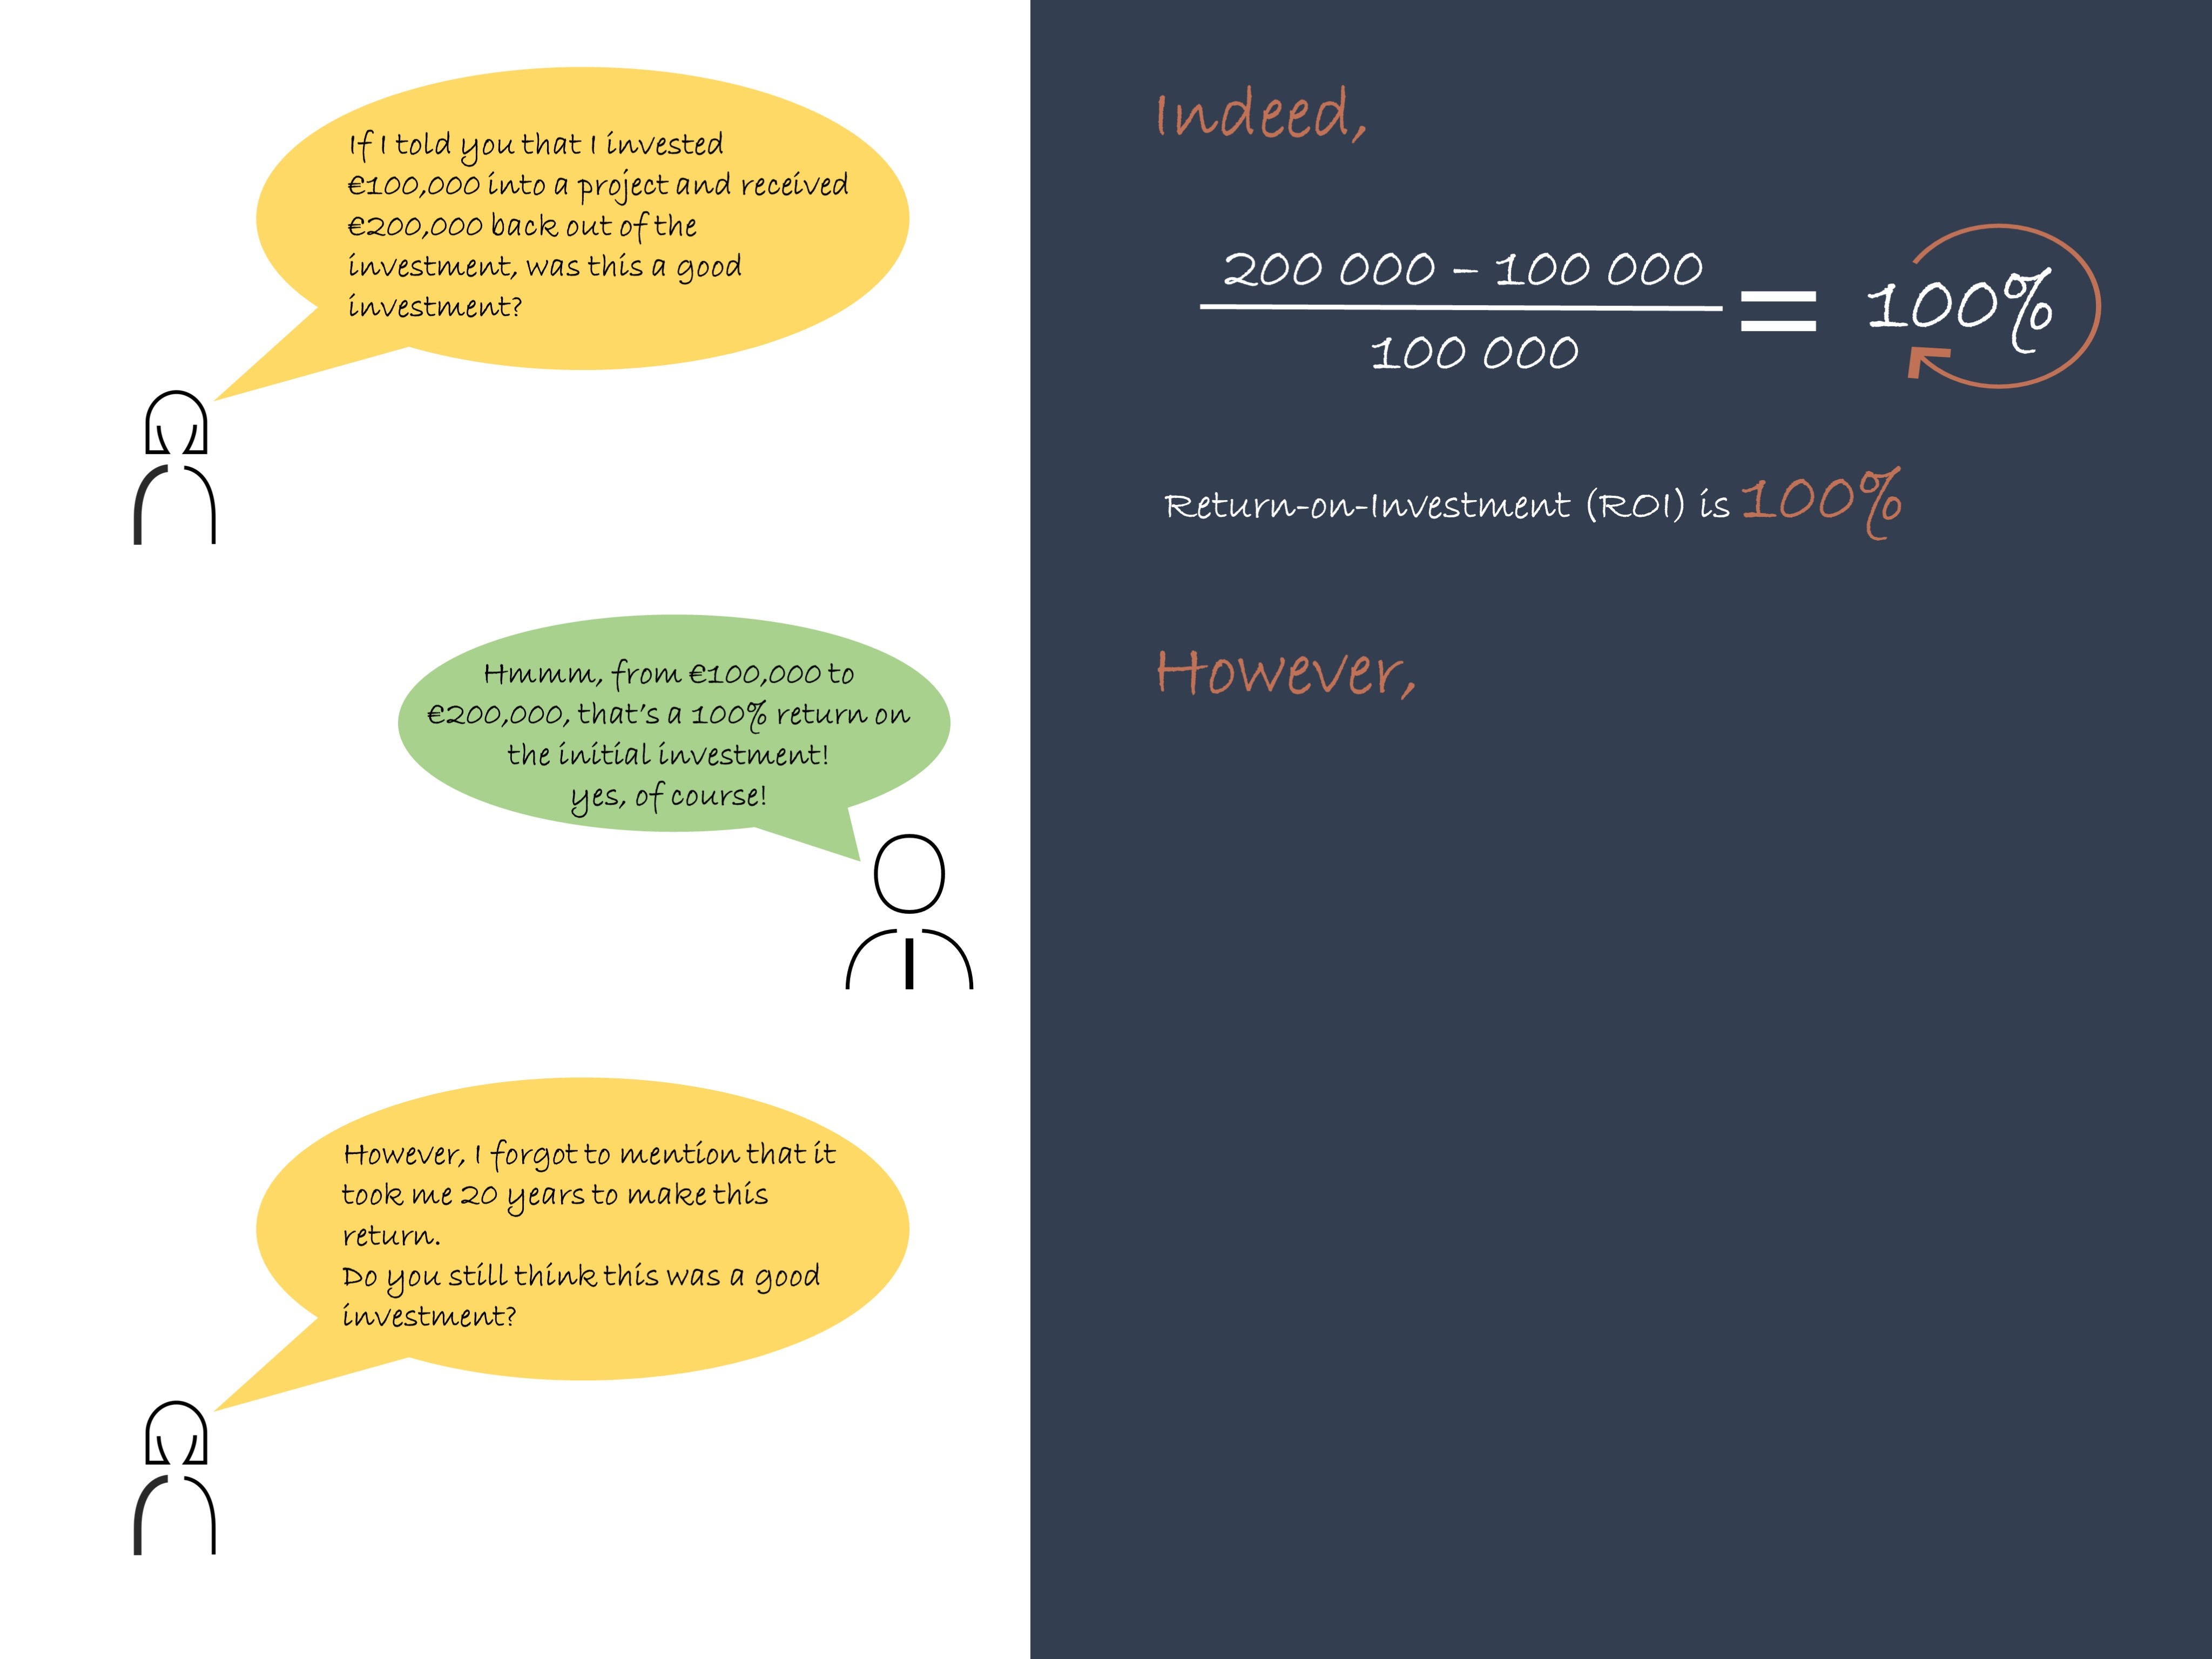 If I told you that I invested
€100,000 into a project and received
€200,000 back out of the
investment, was this a good
investment?
Hmmm, from €100,000 to
€200,000, that's a 100% return on
the initial investment!
yes, of course!
However, I forgot to mention that it
took me 20 years to make this
return.
Do you still think this was a good
investment?
Indeed,
200 000 - 100 000
100 000
= 100%
Return-on-Investment (ROI) is 100%
However,